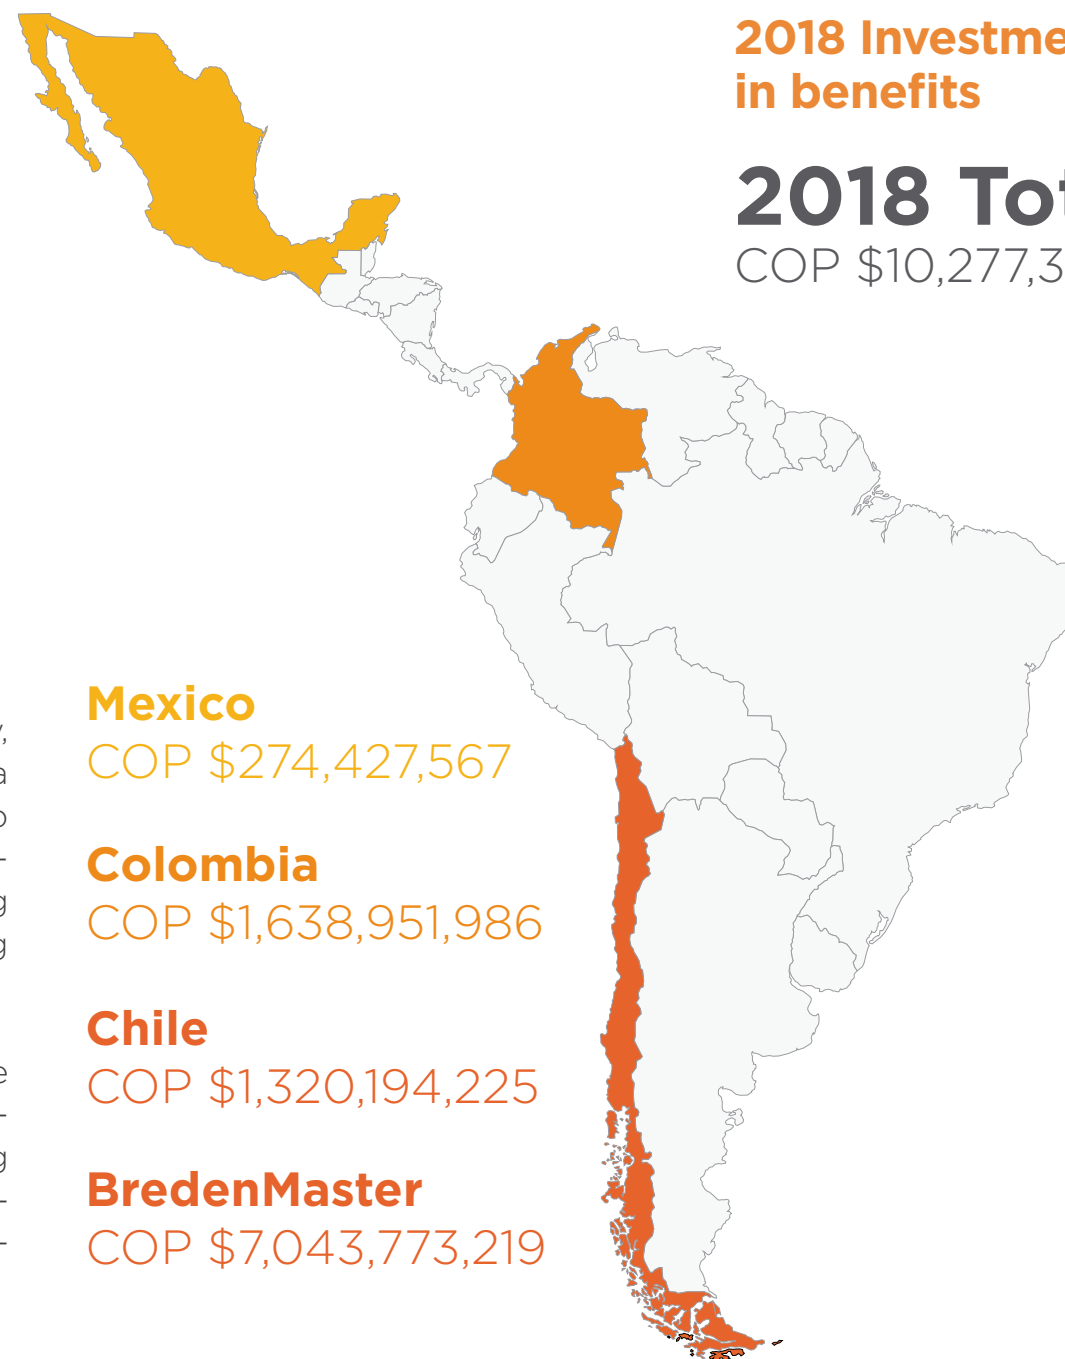 2018 Investme
in benefits
2018 Tot
COP $10,277,3
Mexico
COP $274,427,567
Colombia
COP $1,638,951,986
Chile
COP $1,320,194,225
BredenMaster
COP $7,043,773,219